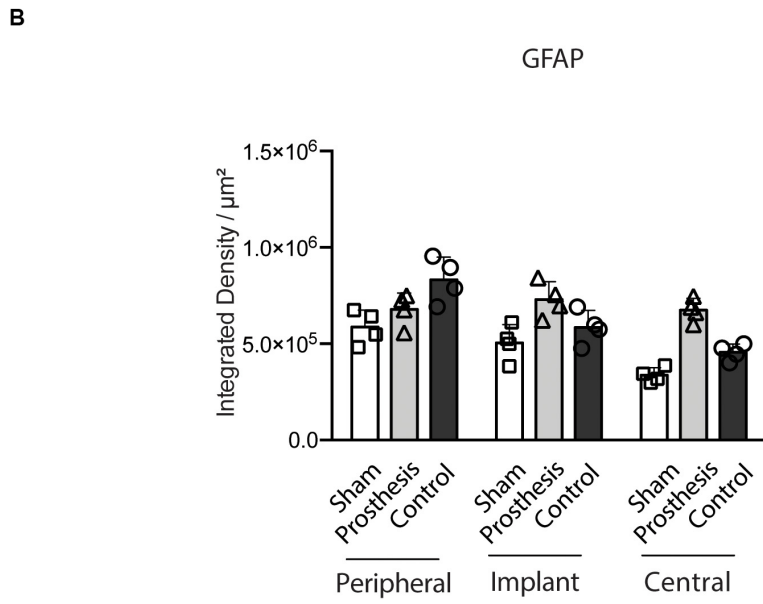 B
GFAP
Integrated Density / µm²
1.5×10⁶
1.0×10⁶
5.0×10⁵
0.0
Sham
Prosthesis
Control
Sham
Prosthesis
Control
Sham
Prosthesis
Control
Peripheral
Implant
Central